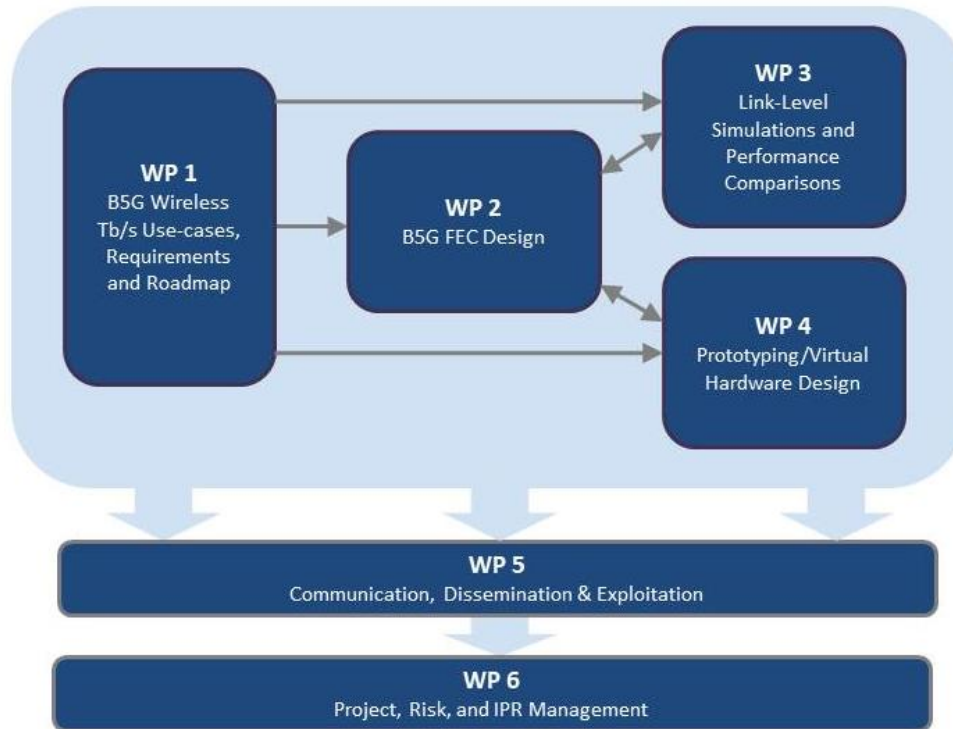 WP 1
B5G Wireless
Tb/s Use-cases,
Requirements
and Roadmap
WP 2
B5G FEC Design
WP 3
Link-Level
Simulations and
Performance
Comparisons
WP 4
Prototyping/Virtual
Hardware Design
WP 5
Communication, Dissemination & Exploitation
WP 6
Project, Risk, and IPR Management